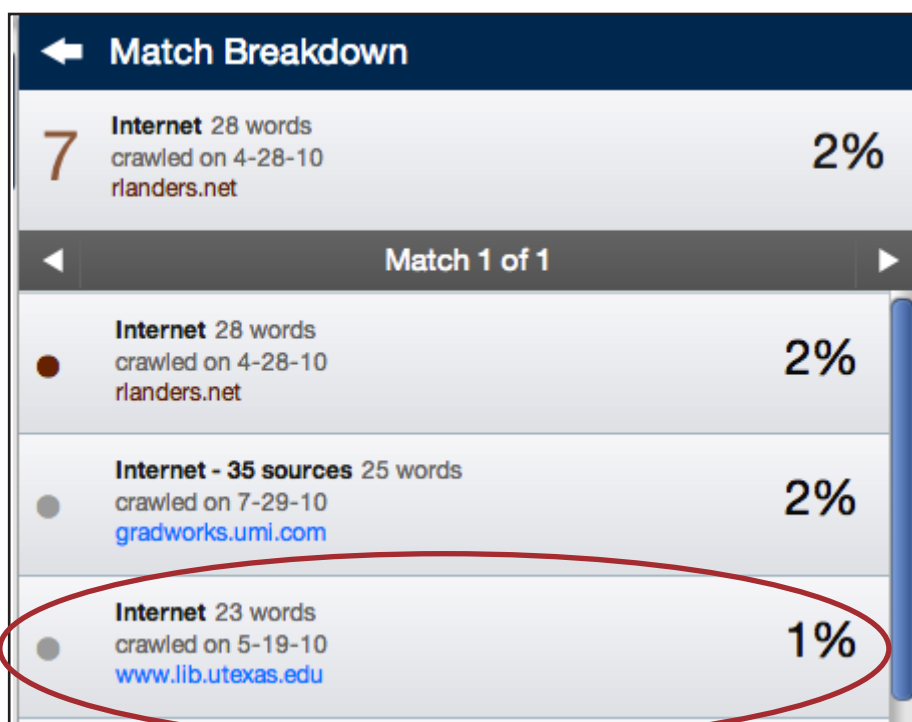 Match Breakdown
7
Internet 28 words
crawled on 4-28-10
rlanders.net
2%
Match 1 of 1
Internet 28 words
crawled on 4-28-10
rlanders.net
2%
Internet - 35 sources 25 words
crawled on 7-29-10
gradworks.umi.com
2%
Internet 23 words
crawled on 5-19-10
www.lib.utexas.edu
1%